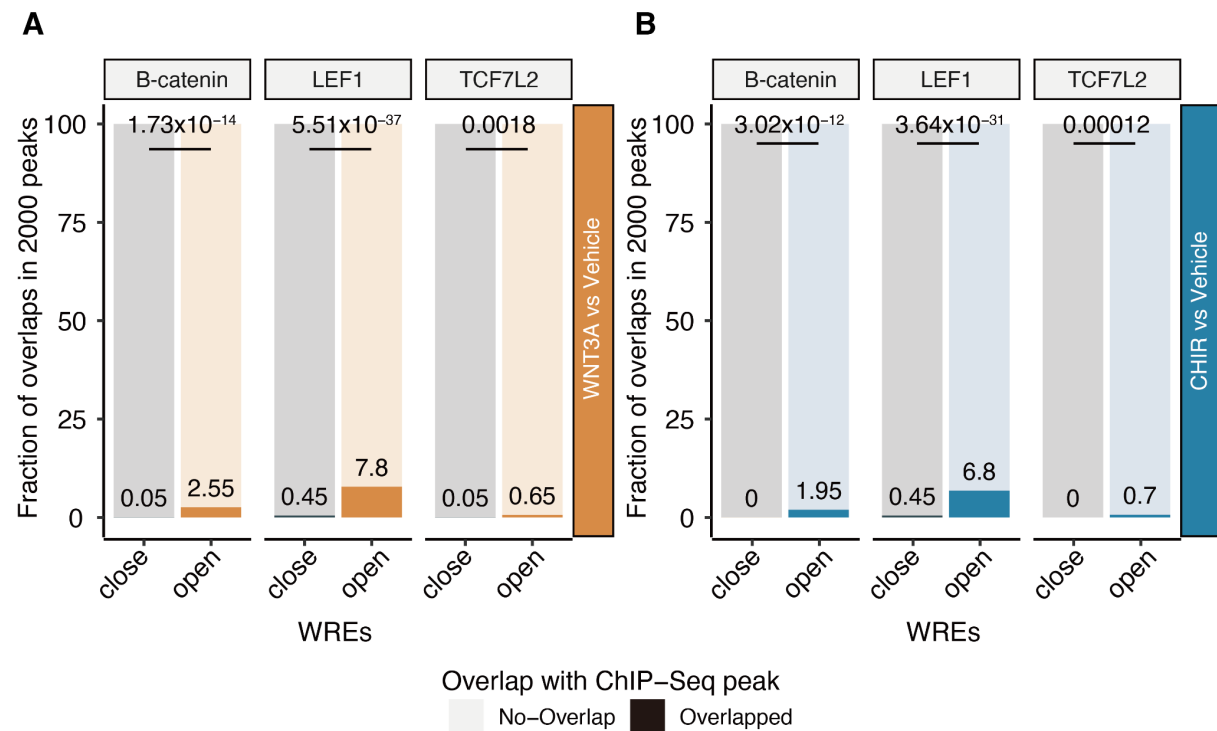 A
B
B-catenin LEF1 TCF7L2
B-catenin LEF1 TCF7L2
Fraction of overlaps in 2000 peaks
100
75
50
25
0
1.73x10⁻¹⁴ 5.51x10⁻³⁷ 0.0018
0.05 2.55 0.45 7.8 0.05 0.65
WNT3A vs Vehicle
close open close open close open
WREs
Fraction of overlaps in 2000 peaks
100
75
50
25
0
3.02x10⁻¹² 3.64x10⁻³¹ 0.00012
0 1.95 0.45 6.8 0 0.7
CHIR vs Vehicle
close open close open close open
WREs
Overlap with ChIP−Seq peak
No−Overlap Overlapped